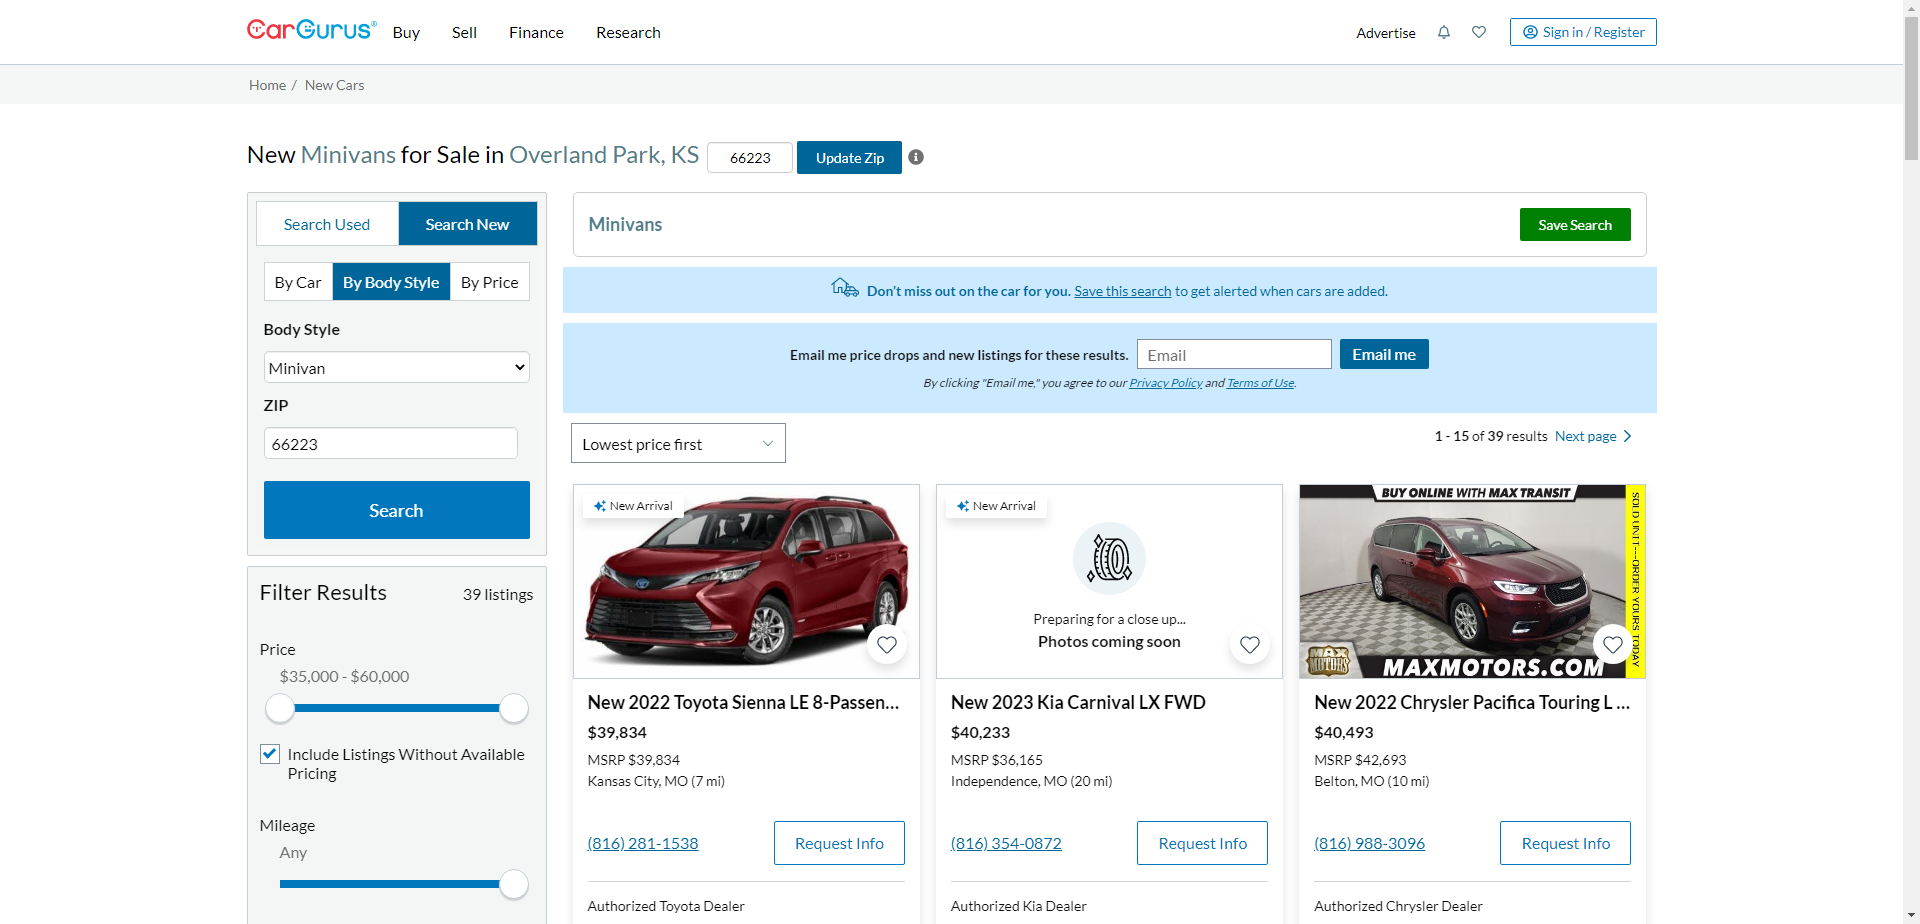 CarGurus®
Buy
Sell
Finance
Research
Advertise
Sign in / Register
Home / New Cars
New Minivans for Sale in Overland Park, KS
66223
Update Zip
Search Used
Search New
By Car
By Body Style
By Price
Body Style
Minivan
ZIP
66223
Search
Filter Results
39 listings
Price
$35,000 - $60,000
Include Listings Without Available
Pricing
Mileage
Any
Minivans
Save Search
Don't miss out on the car for you. Save this search to get alerted when cars are added.
Email me price drops and new listings for these results.
Email
Email me
By clicking "Email me," you agree to our Privacy Policy and Terms of Use.
Lowest price first
1 - 15 of 39 results
Next page
New Arrival
New 2022 Toyota Sienna LE 8-Passen...
$39,834
MSRP $39,834
Kansas City, MO (7 mi)
(816) 281-1538
Request Info
Authorized Toyota Dealer
New Arrival
Preparing for a close up...
Photos coming soon
New 2023 Kia Carnival LX FWD
$40,233
MSRP $36,165
Independence, MO (20 mi)
(816) 354-0872
Request Info
Authorized Kia Dealer
BUY ONLINE WITH MAX TRANSIT
SOLD UNIT---ORDER YOURS TODAY
MAX
MOTORS
MAXMOTORS.COM
New 2022 Chrysler Pacifica Touring L ...
$40,493
MSRP $42,693
Belton, MO (10 mi)
(816) 988-3096
Request Info
Authorized Chrysler Dealer